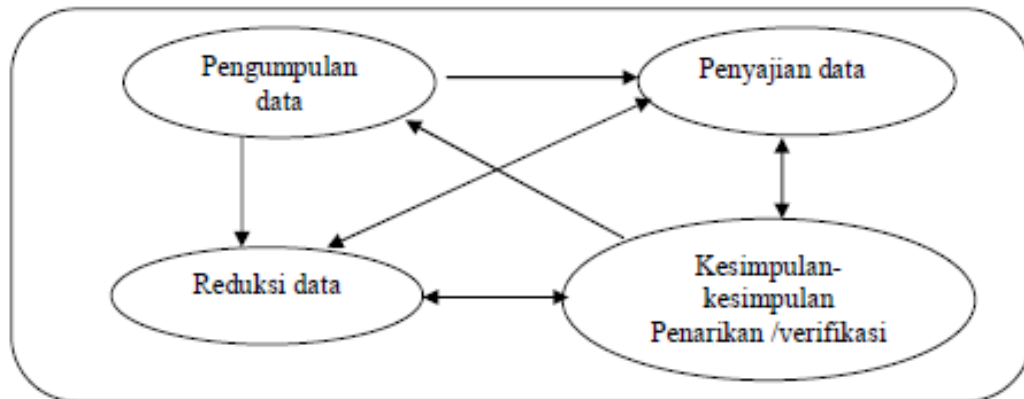 Pengumpulan
data
Penyajian data
Reduksi data
Kesimpulan-
kesimpulan
Penarikan /verifikasi